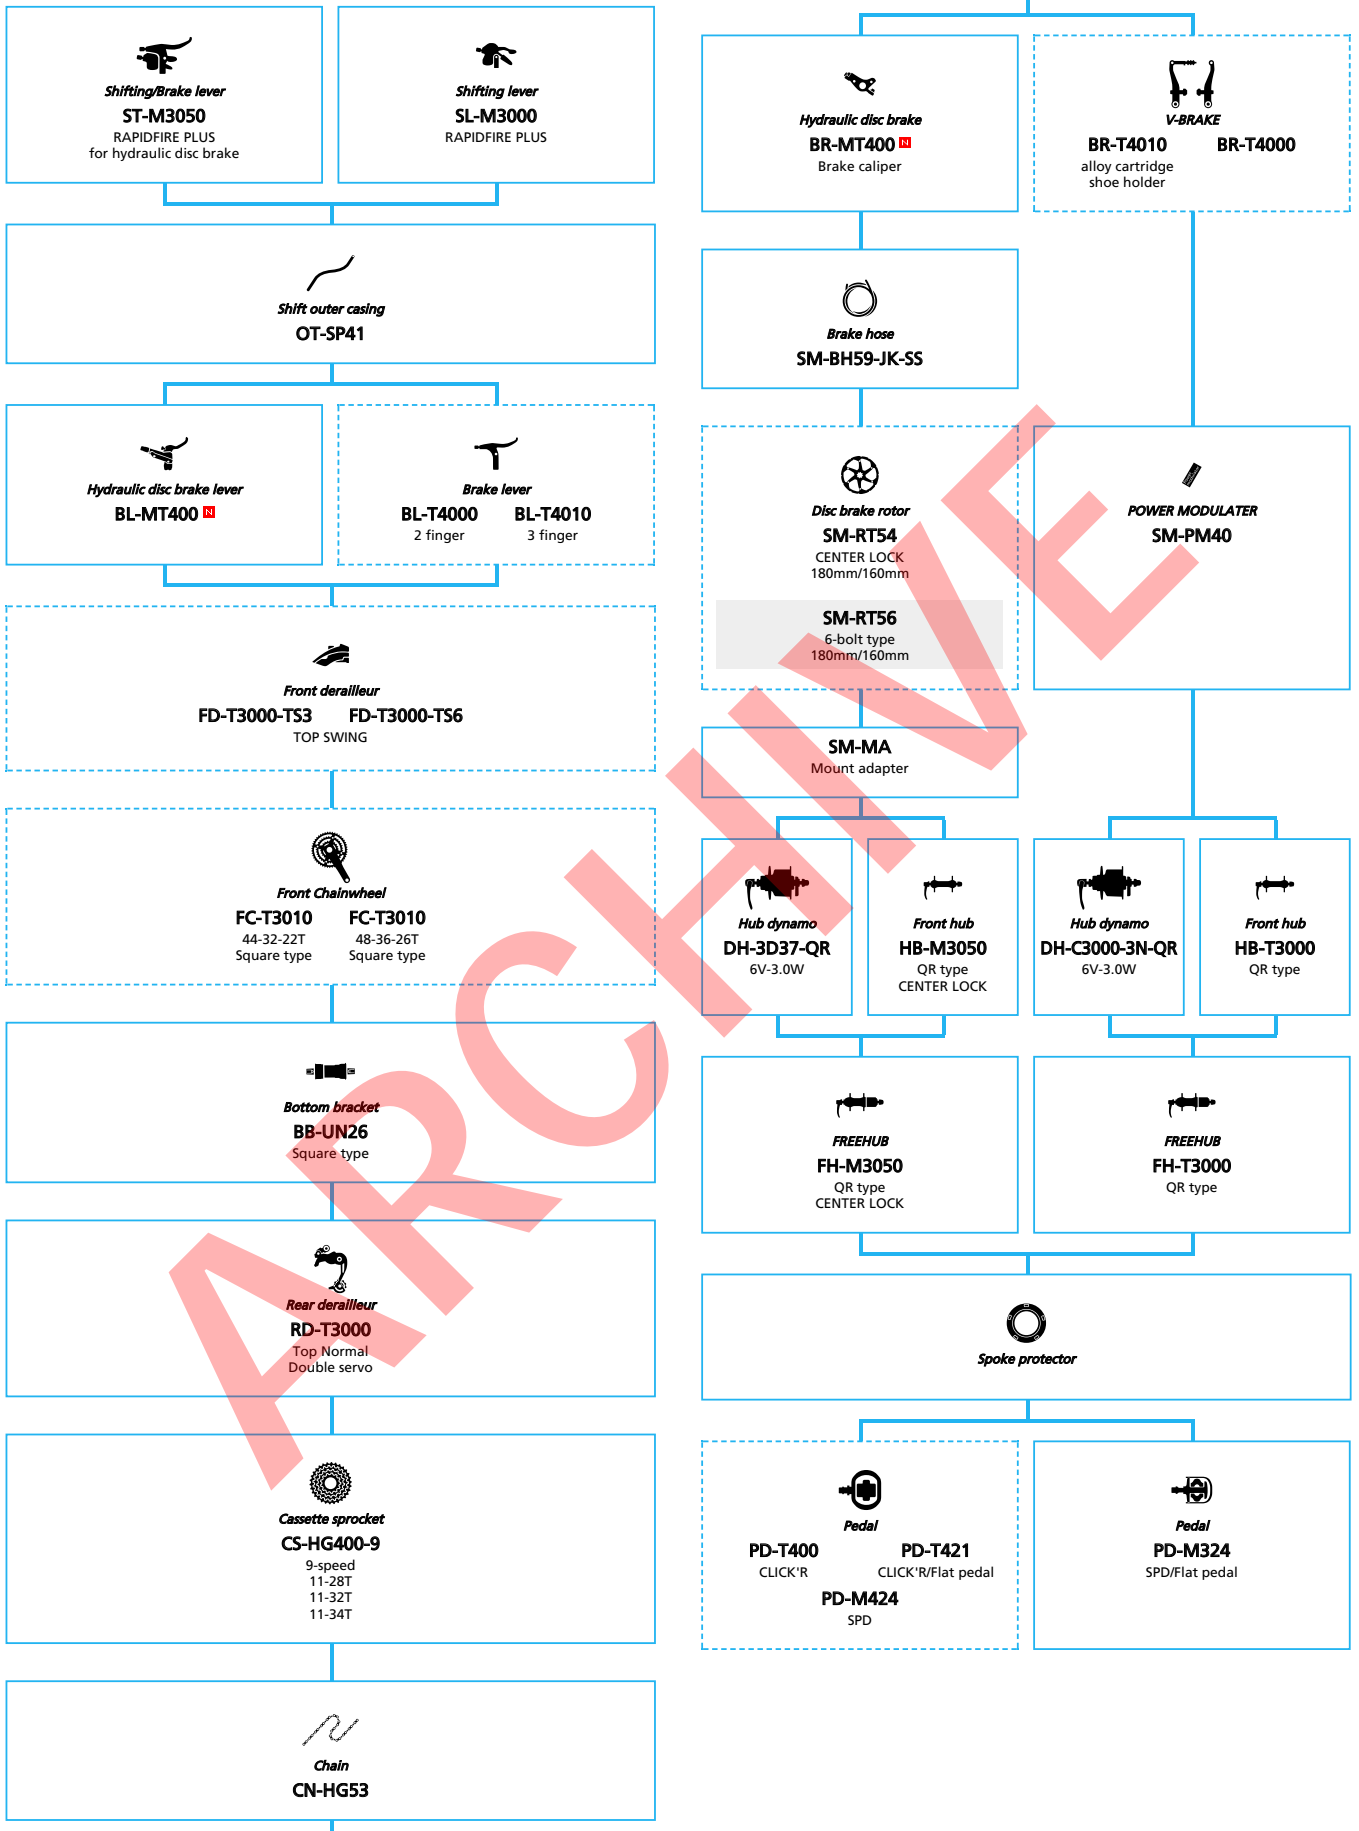 Shifting/Brake lever
ST-M3050
RAPIDFIRE PLUS
for hydraulic disc brake
Shifting lever
SL-M3000
RAPIDFIRE PLUS
Shift outer casing
OT-SP41
Hydraulic disc brake lever
BL-MT400 N
Brake lever
BL-T4000 BL-T4010
2 finger 3 finger
Front derailleur
FD-T3000-TS3 FD-T3000-TS6
TOP SWING
Front Chainwheel
FC-T3010 FC-T3010
44-32-22T 48-36-26T
Square type Square type
Bottom bracket
BB-UN26
Square type
Rear derailleur
RD-T3000
Top Normal
Double servo
Cassette sprocket
CS-HG400-9
9-speed
11-28T
11-32T
11-34T
Chain
CN-HG53
Hydraulic disc brake
BR-MT400 N
Brake caliper
V-BRAKE
BR-T4010 BR-T4000
alloy cartridge
shoe holder
Brake hose
SM-BH59-JK-SS
Disc brake rotor
SM-RT54
CENTER LOCK
180mm/160mm
SM-RT56
6-bolt type
180mm/160mm
POWER MODULATER
SM-PM40
SM-MA
Mount adapter
Hub dynamo
DH-3D37-QR
6V-3.0W
Front hub
HB-M3050
QR type
CENTER LOCK
Hub dynamo
DH-C3000-3N-QR
6V-3.0W
Front hub
HB-T3000
QR type
FREEHUB
FH-M3050
QR type
CENTER LOCK
FREEHUB
FH-T3000
QR type
Spoke protector
Pedal
PD-T400 PD-T421
CLICK'R CLICK'R/Flat pedal
PD-M424
SPD
Pedal
PD-M324
SPD/Flat pedal
ARCHIVE